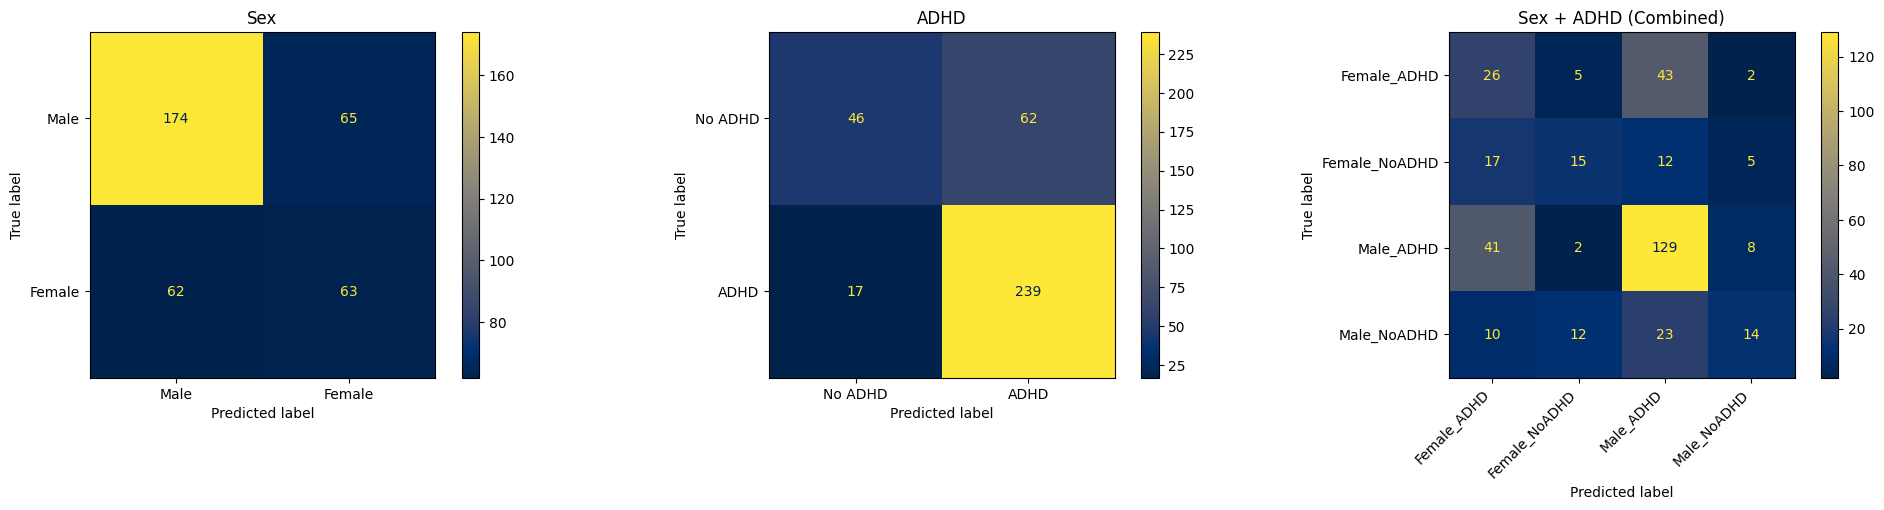 Sex
174 65
62 63
Male
Female
Male Female
True label
Predicted label
160
140
120
100
80
ADHD
46 62
17 239
No ADHD
ADHD
No ADHD ADHD
True label
Predicted label
225
200
175
150
125
100
75
50
25
Sex + ADHD (Combined)
26 5 43 2
17 15 12 5
41 2 129 8
10 12 23 14
Female_ADHD
Female_NoADHD
Male_ADHD
Male_NoADHD
Female_ADHD
Female_NoADHD
Male_ADHD
Male_NoADHD
True label
Predicted label
120
100
80
60
40
20